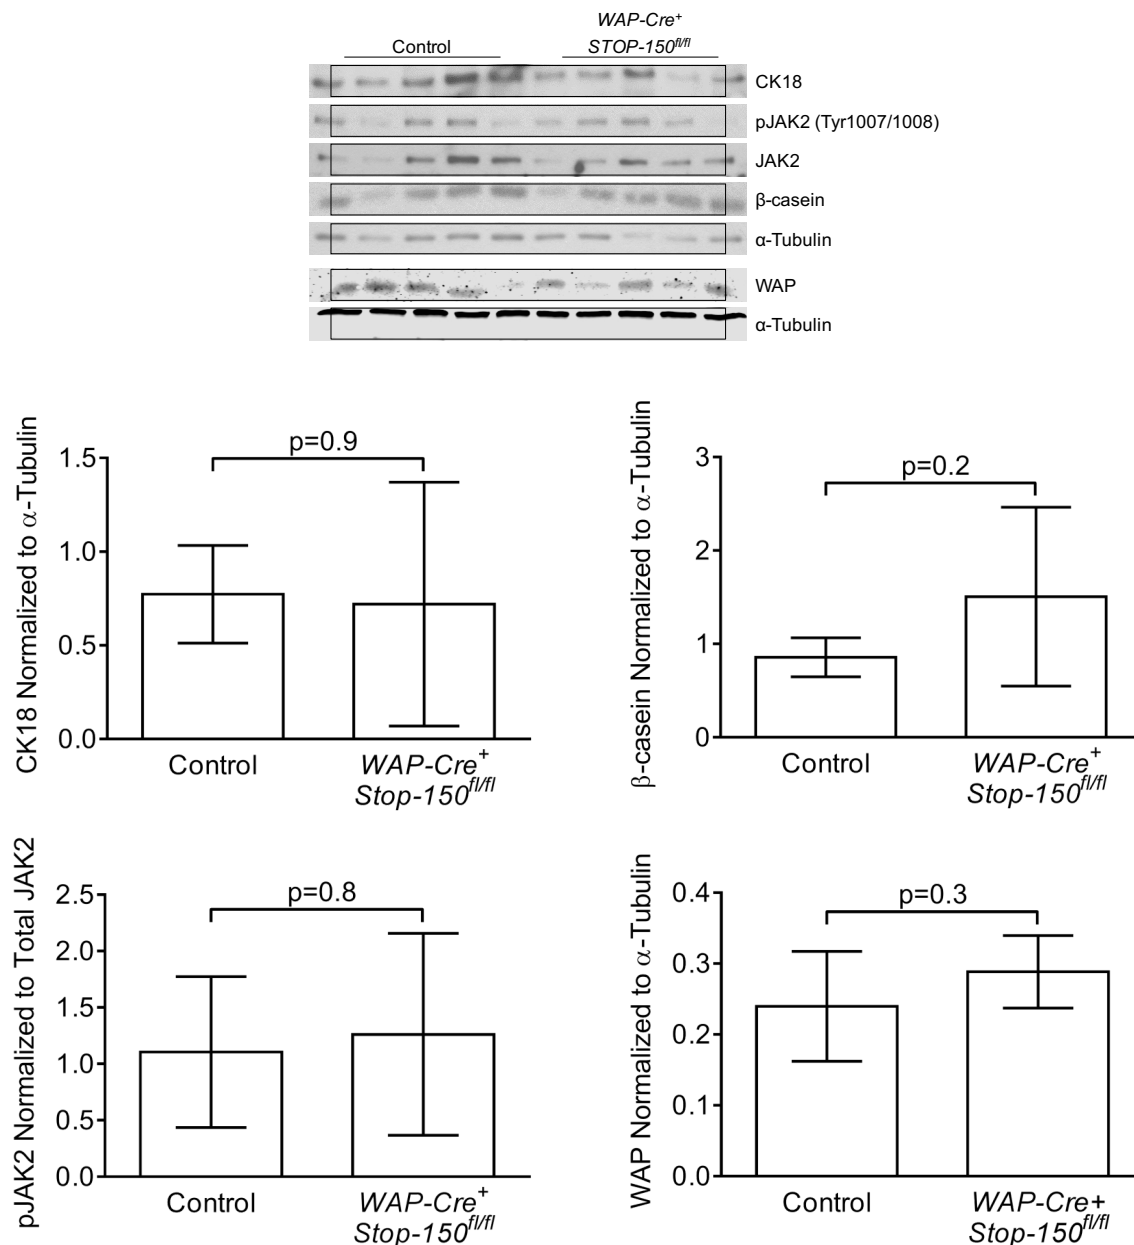 WAP-Cre+
Control STOP-150fl/fl
CK18
pJAK2 (Tyr1007/1008)
JAK2
β-casein
α-Tubulin
WAP
α-Tubulin
CK18 Normalized to α-Tubulin
1.5
1.0
0.5
0.0
p=0.9
Control
WAP-Cre+
Stop-150fl/fl
β-casein Normalized to α-Tubulin
3
2
1
0
p=0.2
Control
WAP-Cre+
Stop-150fl/fl
pJAK2 Normalized to Total JAK2
2.5
2.0
1.5
1.0
0.5
0.0
p=0.8
Control
WAP-Cre+
Stop-150fl/fl
WAP Normalized to α-Tubulin
0.4
0.3
0.2
0.1
0.0
p=0.3
Control
WAP-Cre+
Stop-150fl/fl